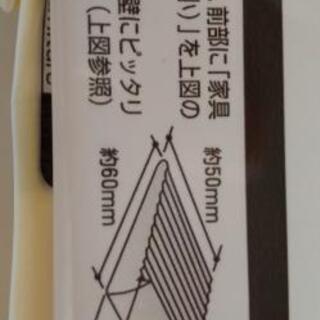 前部に「家具
い）」を上図の
壁にピッタリ
（上図参照）
約50mm
約60mm